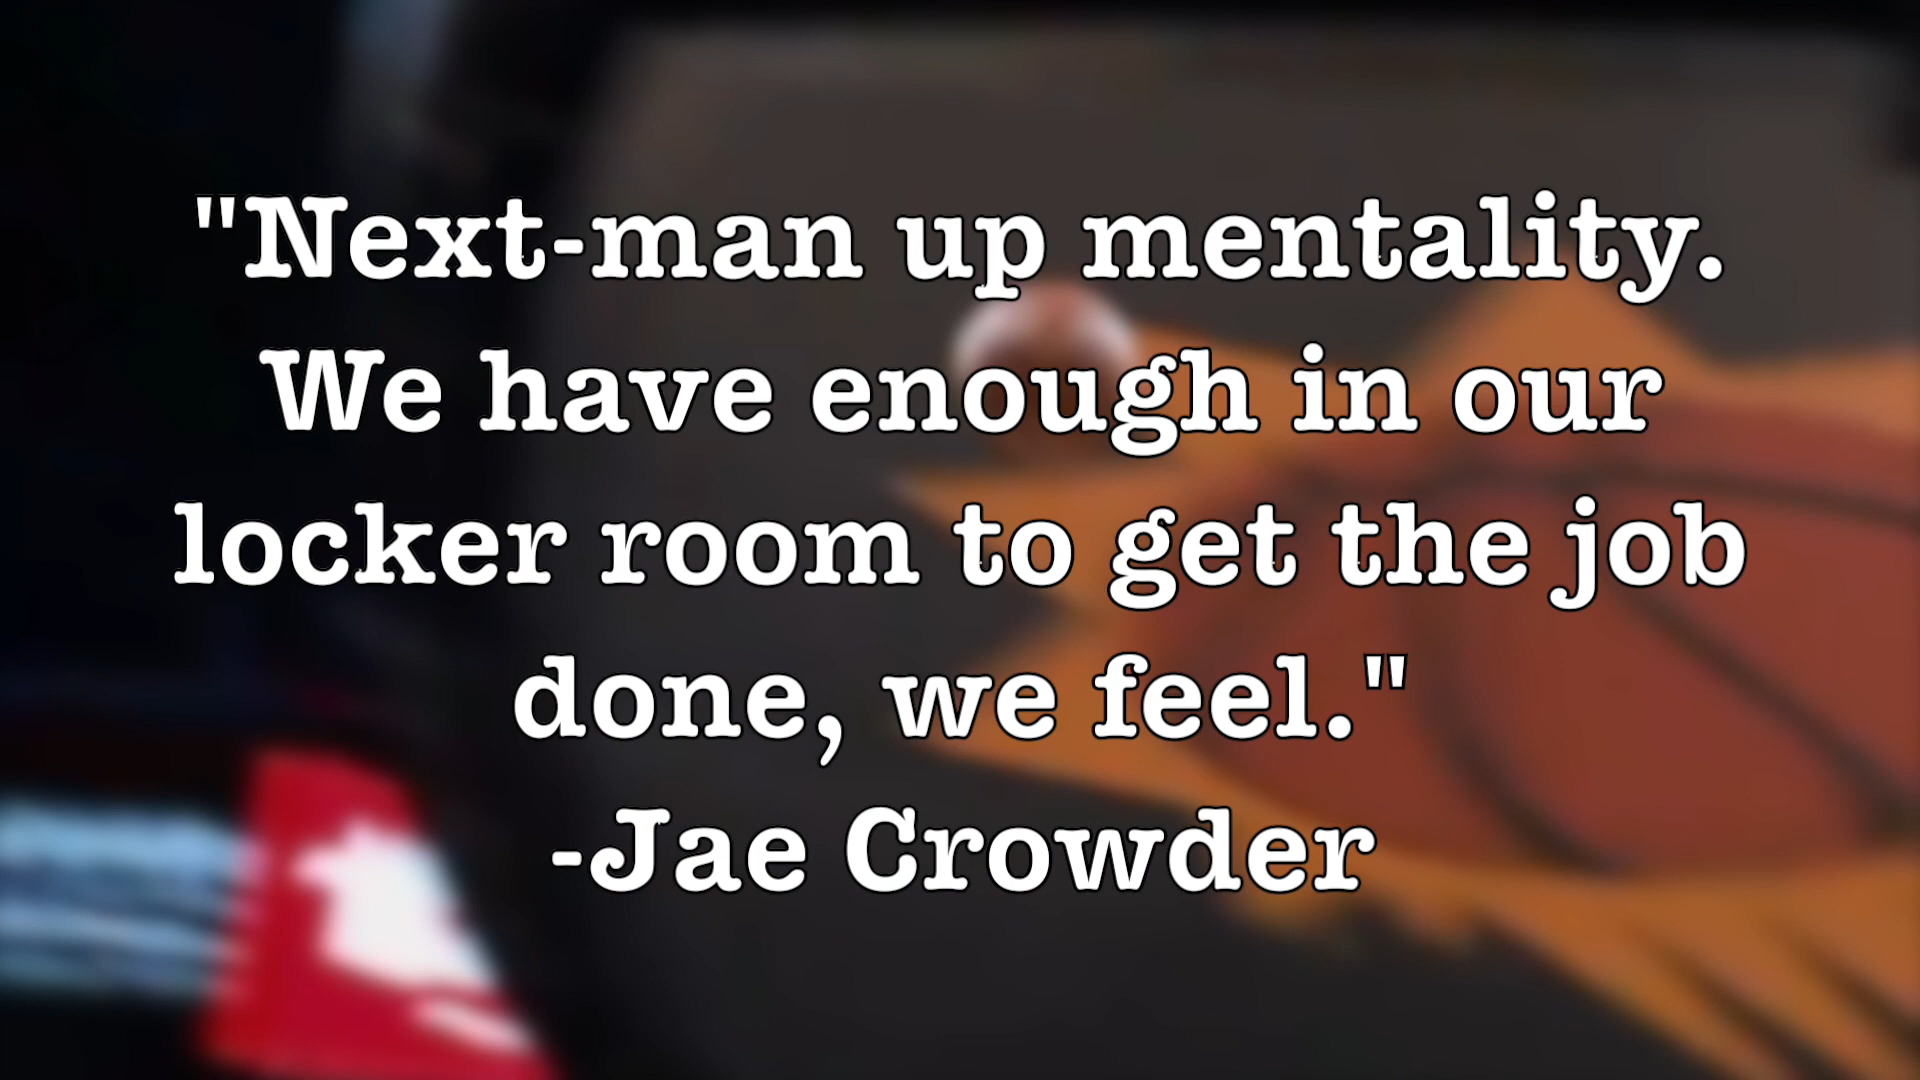 "Next-man up mentality.
We have enough in our
locker room to get the job
done, we feel."
-Jae Crowder